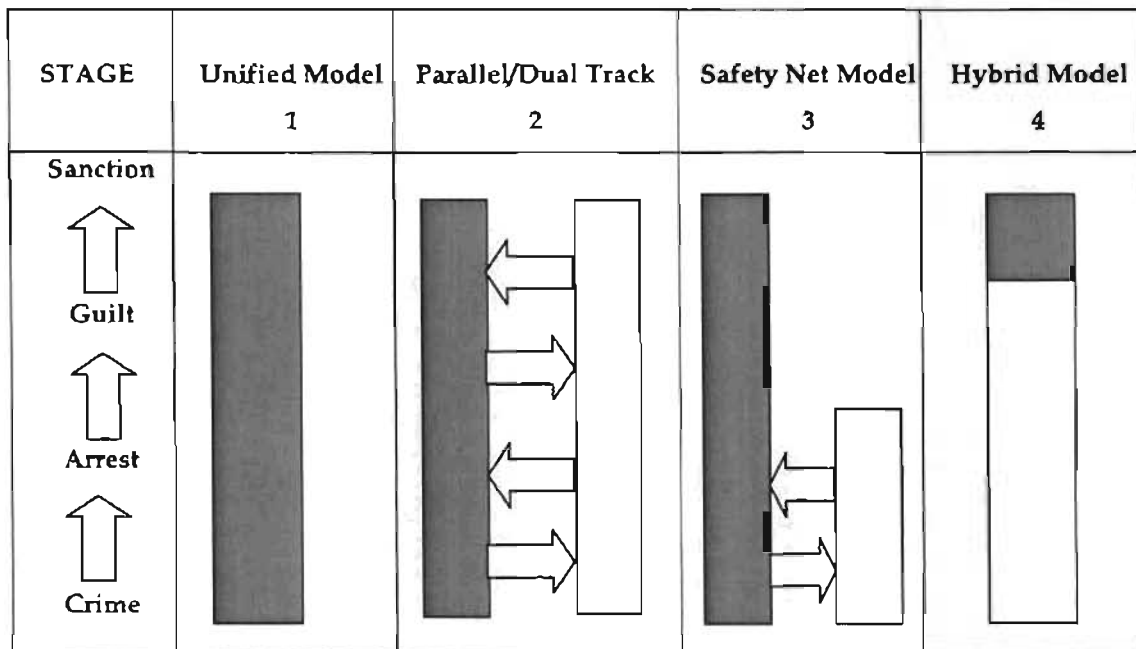 STAGE
Unified Model
1
Parallel/Dual Track
2
Safety Net Model
3
Hybrid Model
4
Sanction
Guilt
Arrest
Crime